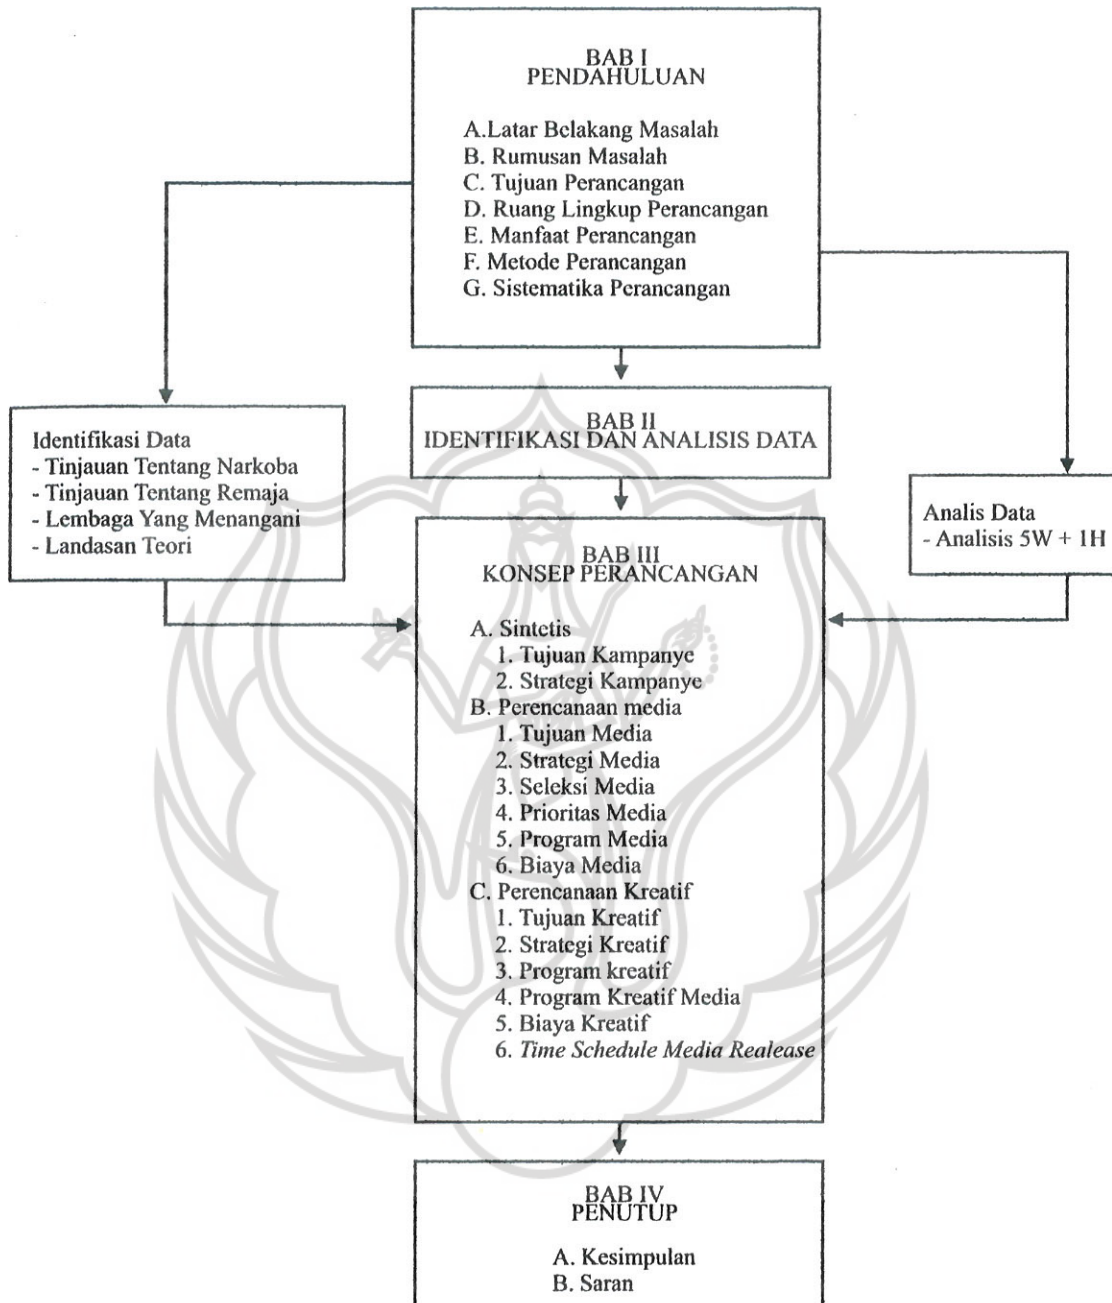 BAB I
PENDAHULUAN
A.Latar Belakang Masalah
B. Rumusan Masalah
C. Tujuan Perancangan
D. Ruang Lingkup Perancangan
E. Manfaat Perancangan
F. Metode Perancangan
G. Sistematika Perancangan
BAB II
IDENTIFIKASI DAN ANALISIS DATA
Identifikasi Data
- Tinjauan Tentang Narkoba
- Tinjauan Tentang Remaja
- Lembaga Yang Menangani
- Landasan Teori
Analis Data
- Analisis 5W + 1H
BAB III
KONSEP PERANCANGAN
A. Sintetis
1. Tujuan Kampanye
2. Strategi Kampanye
B. Perencanaan media
1. Tujuan Media
2. Strategi Media
3. Seleksi Media
4. Prioritas Media
5. Program Media
6. Biaya Media
C. Perencanaan Kreatif
1. Tujuan Kreatif
2. Strategi Kreatif
3. Program kreatif
4. Program Kreatif Media
5. Biaya Kreatif
6. Time Schedule Media Realease
BAB IV
PENUTUP
A. Kesimpulan
B. Saran